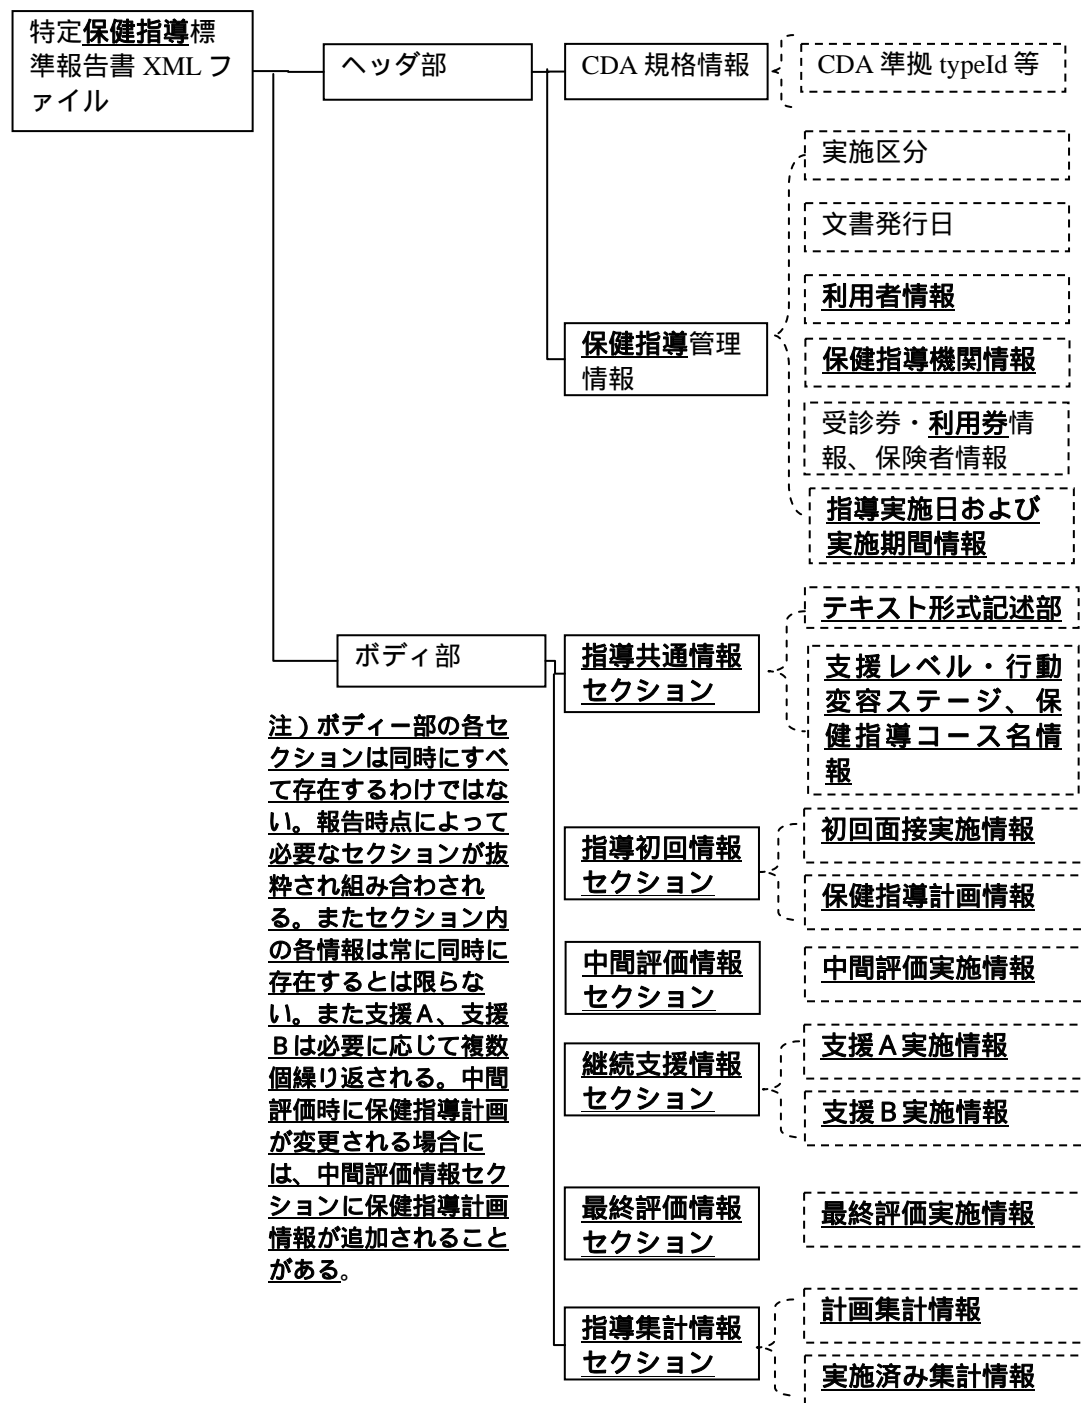 特定保健指導標
準報告書 XML フ
ァイル
ヘッダ部
CDA 規格情報
CDA 準拠 typeId 等
実施区分
文書発行日
利用者情報
保健指導機関情報
保健指導管理
情報
受診券・利用券情
報、保険者情報
指導実施日および
実施期間情報
ボディ部
指導共通情報
セクション
テキスト形式記述部
支援レベル・行動
変容ステージ、保
健指導コース名情
報
注）ボディー部の各セ
クションは同時にすべ
て存在するわけではな
い。報告時点によって
必要なセクションが抜
粋され組み合わされ
る。またセクション内
の各情報は常に同時に
存在するとは限らな
い。また支援Ａ、支援
Ｂは必要に応じて複数
個繰り返される。中間
評価時に保健指導計画
が変更される場合に
は、中間評価情報セク
ションに保健指導計画
情報が追加されること
がある。
指導初回情報
セクション
初回面接実施情報
保健指導計画情報
中間評価情報
セクション
中間評価実施情報
継続支援情報
セクション
支援Ａ実施情報
支援Ｂ実施情報
最終評価情報
セクション
最終評価実施情報
指導集計情報
セクション
計画集計情報
実施済み集計情報